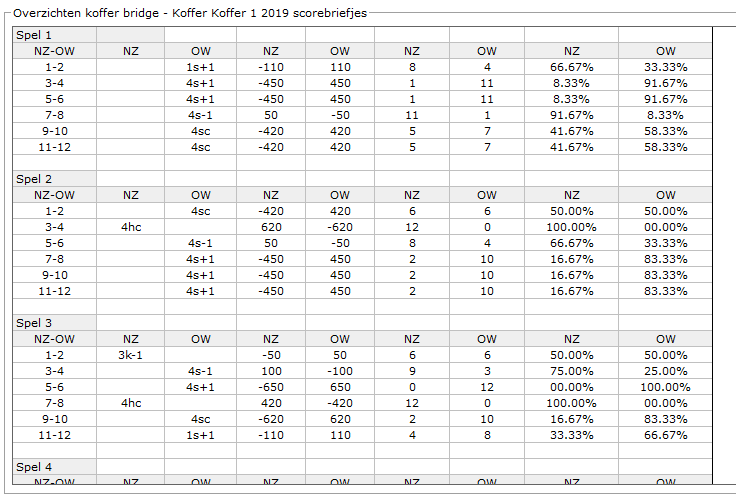 Overzichten koffer bridge - Koffer Koffer 1 2019 scorebriefjes
Spel 1
NZ-OW NZ OW NZ OW NZ OW NZ OW
1-2 1s+1 -110 110 8 4 66.67% 33.33%
3-4 4s+1 -450 450 1 11 8.33% 91.67%
5-6 4s+1 -450 450 1 11 8.33% 91.67%
7-8 4s-1 50 -50 11 1 91.67% 8.33%
9-10 4sc -420 420 5 7 41.67% 58.33%
11-12 4sc -420 420 5 7 41.67% 58.33%
Spel 2
NZ-OW NZ OW NZ OW NZ OW NZ OW
1-2 4sc -420 420 6 6 50.00% 50.00%
3-4 4hc 620 -620 12 0 100.00% 00.00%
5-6 4s-1 50 -50 8 4 66.67% 33.33%
7-8 4s+1 -450 450 2 10 16.67% 83.33%
9-10 4s+1 -450 450 2 10 16.67% 83.33%
11-12 4s+1 -450 450 2 10 16.67% 83.33%
Spel 3
NZ-OW NZ OW NZ OW NZ OW NZ OW
1-2 3k-1 -50 50 6 6 50.00% 50.00%
3-4 4s-1 100 -100 9 3 75.00% 25.00%
5-6 4s+1 -650 650 0 12 00.00% 100.00%
7-8 4hc 420 -420 12 0 100.00% 00.00%
9-10 4sc -620 620 2 10 16.67% 83.33%
11-12 1s+1 -110 110 4 8 33.33% 66.67%
Spel 4
NZ-OW NZ OW NZ OW NZ OW NZ OW